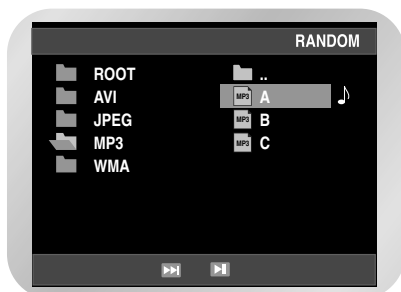 RANDOM
ROOT
AVI
JPEG
MP3
WMA
..
MP3 A
MP3 B
MP3 C